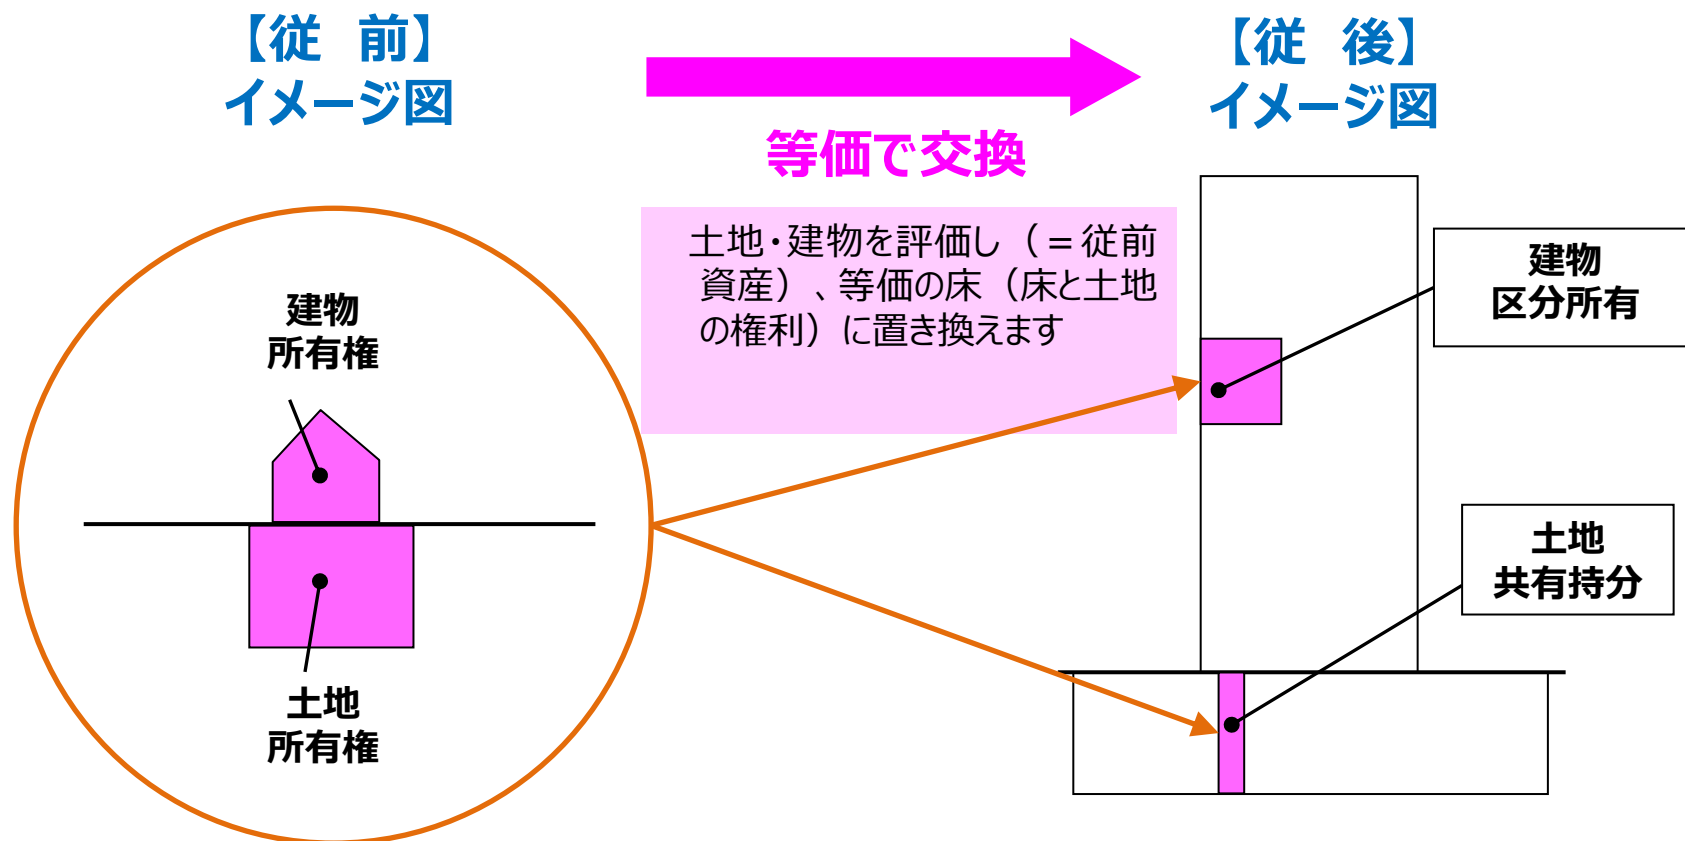 【従　前】
イメージ図
等価で交換
土地・建物を評価し（＝従前
資産）、等価の床（床と土地
の権利）に置き換えます
建物
所有権
土地
所有権
【従　後】
イメージ図
建物
区分所有
土地
共有持分